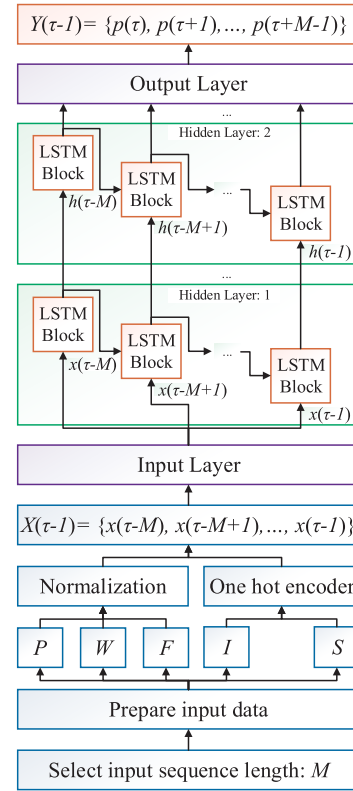 Y(τ-1)= {p(τ), p(τ+1),..., p(τ+M-1)}
Output Layer
...
Hidden Layer: 2
LSTM Block
LSTM Block
...
LSTM Block
h(τ-M)
h(τ-M+1)
h(τ-1)
...
Hidden Layer: 1
LSTM Block
LSTM Block
...
LSTM Block
x(τ-M)
x(τ-M+1)
x(τ-1)
Input Layer
X(τ-1)= {x(τ-M), x(τ-M+1),..., x(τ-1)}
Normalization One hot encoder
P W F I S
Prepare input data
Select input sequence length: M